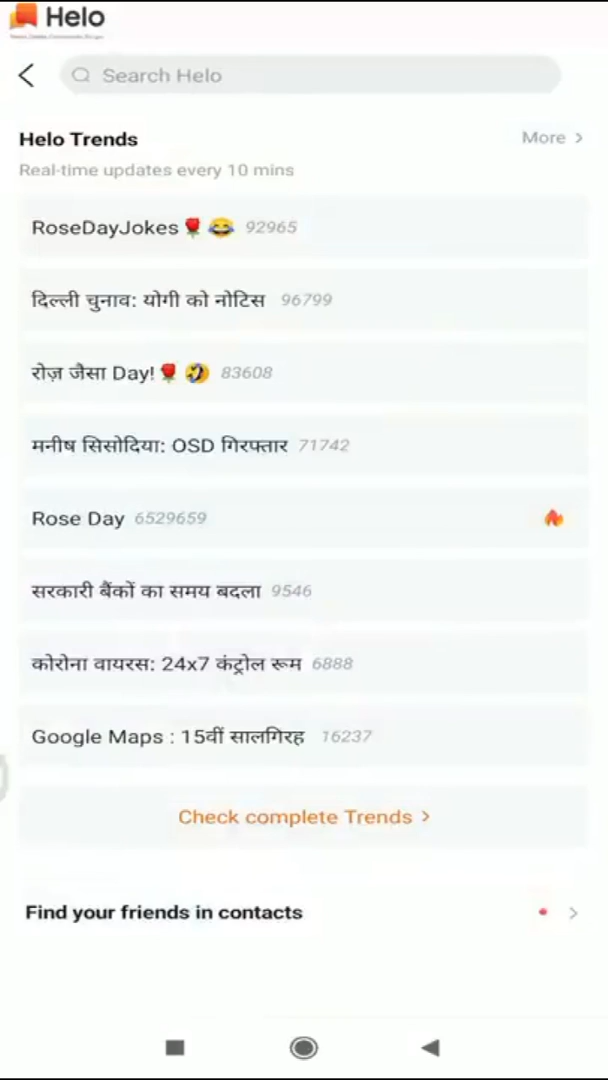 Helo
Search Helo
Helo Trends
More >
Real-time updates every 10 mins
RoseDayJokes🌹😂 92965
दिल्ली चुनाव: योगी को नोटिस 96799
रोज़ जैसा Day!🌹🤣 83608
मनीष सिसोदिया: OSD गिरफ्तार 71742
Rose Day 6529659
सरकारी बैंकों का समय बदला 9546
कोरोना वायरस: 24x7 कंट्रोल रूम 6888
Google Maps : 15वीं सालगिरह 16237
Check complete Trends >
Find your friends in contacts